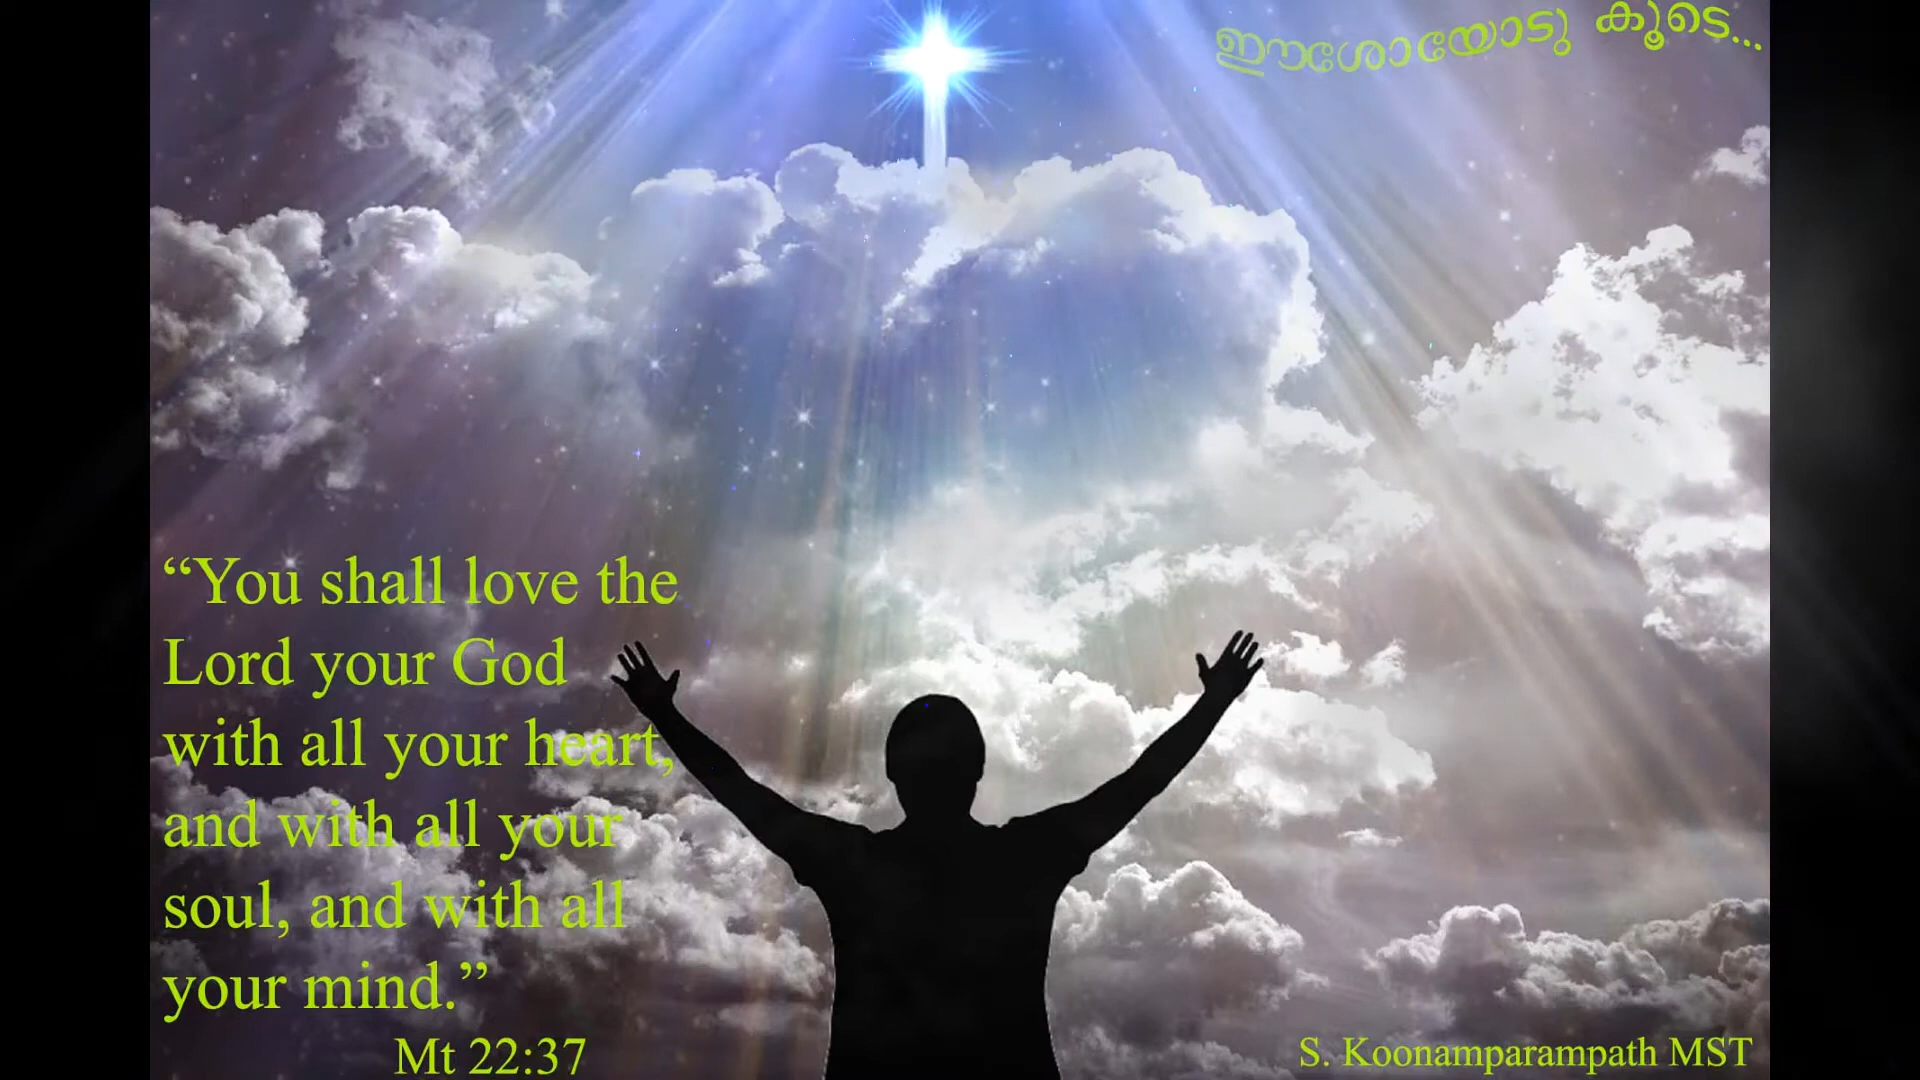 ഈശോയോടു കൂടെ...
“You shall love the
Lord your God
with all your heart,
and with all your
soul, and with all
your mind.”
Mt 22:37
S. Koonamparampath MST